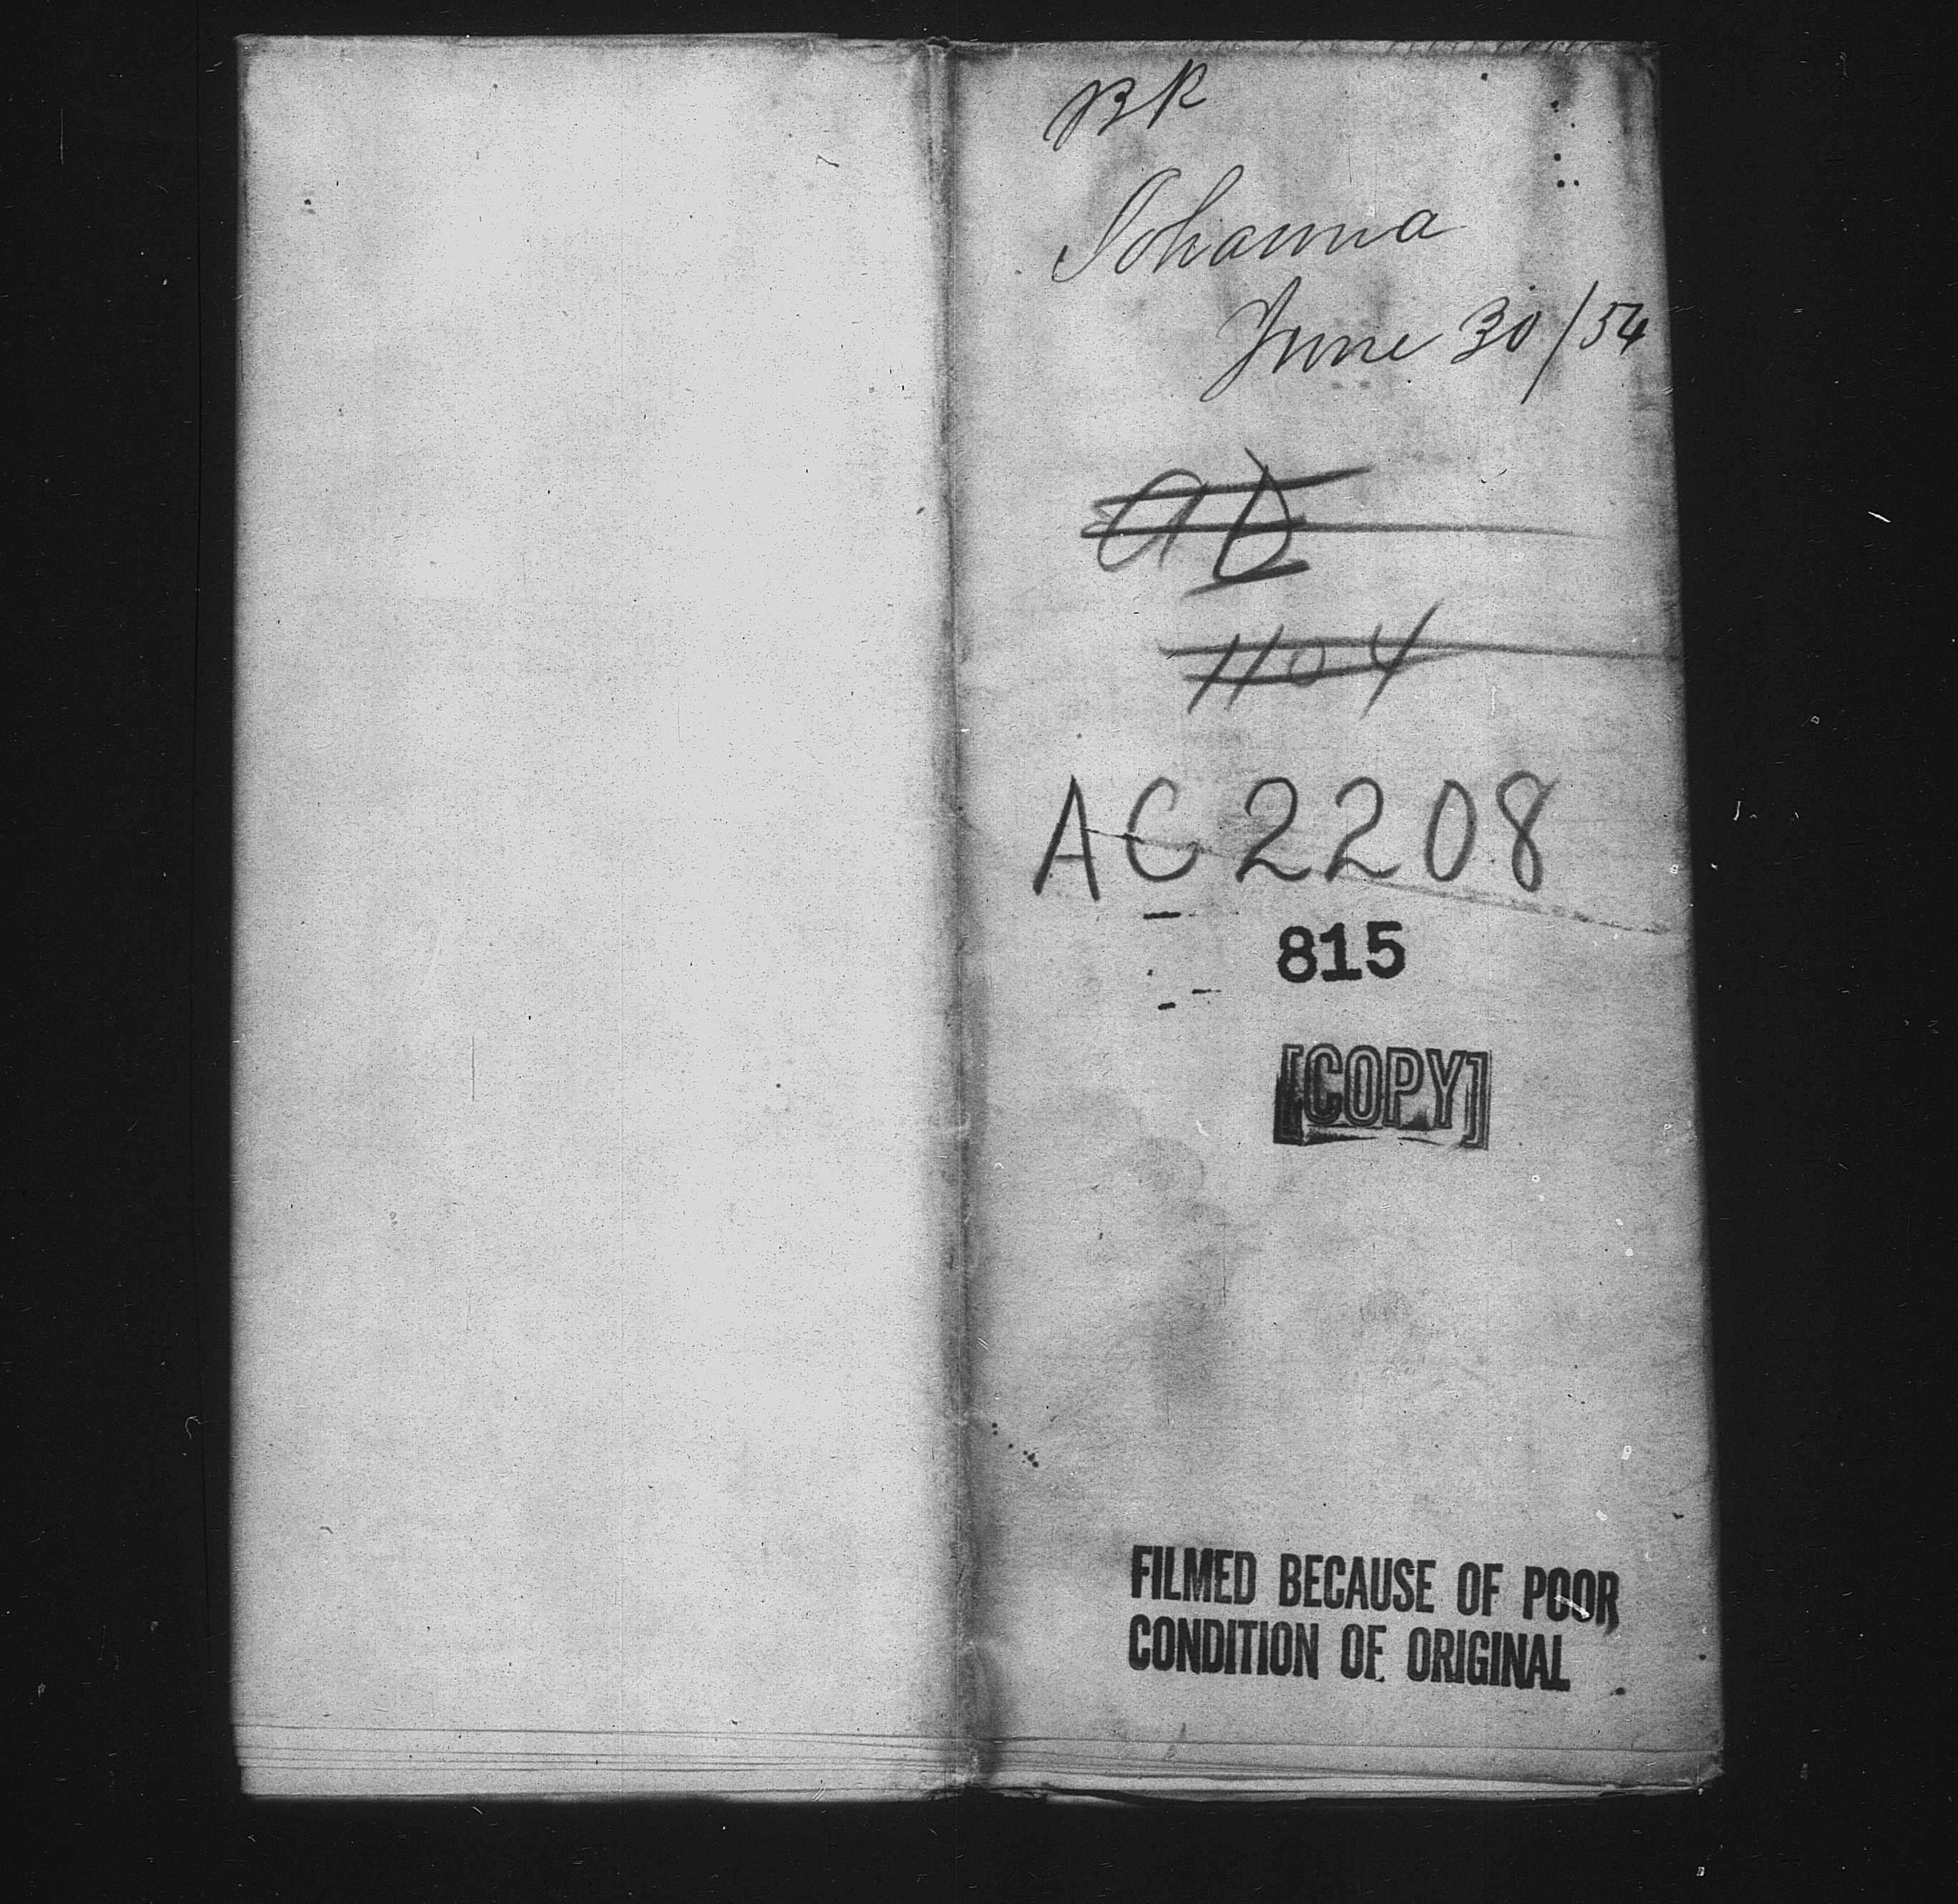 BR
Johanna
June 30/54
AD
1104
AC 2208
815
[COPY]
FILMED BECAUSE OF POOR
CONDITION OF ORIGINAL